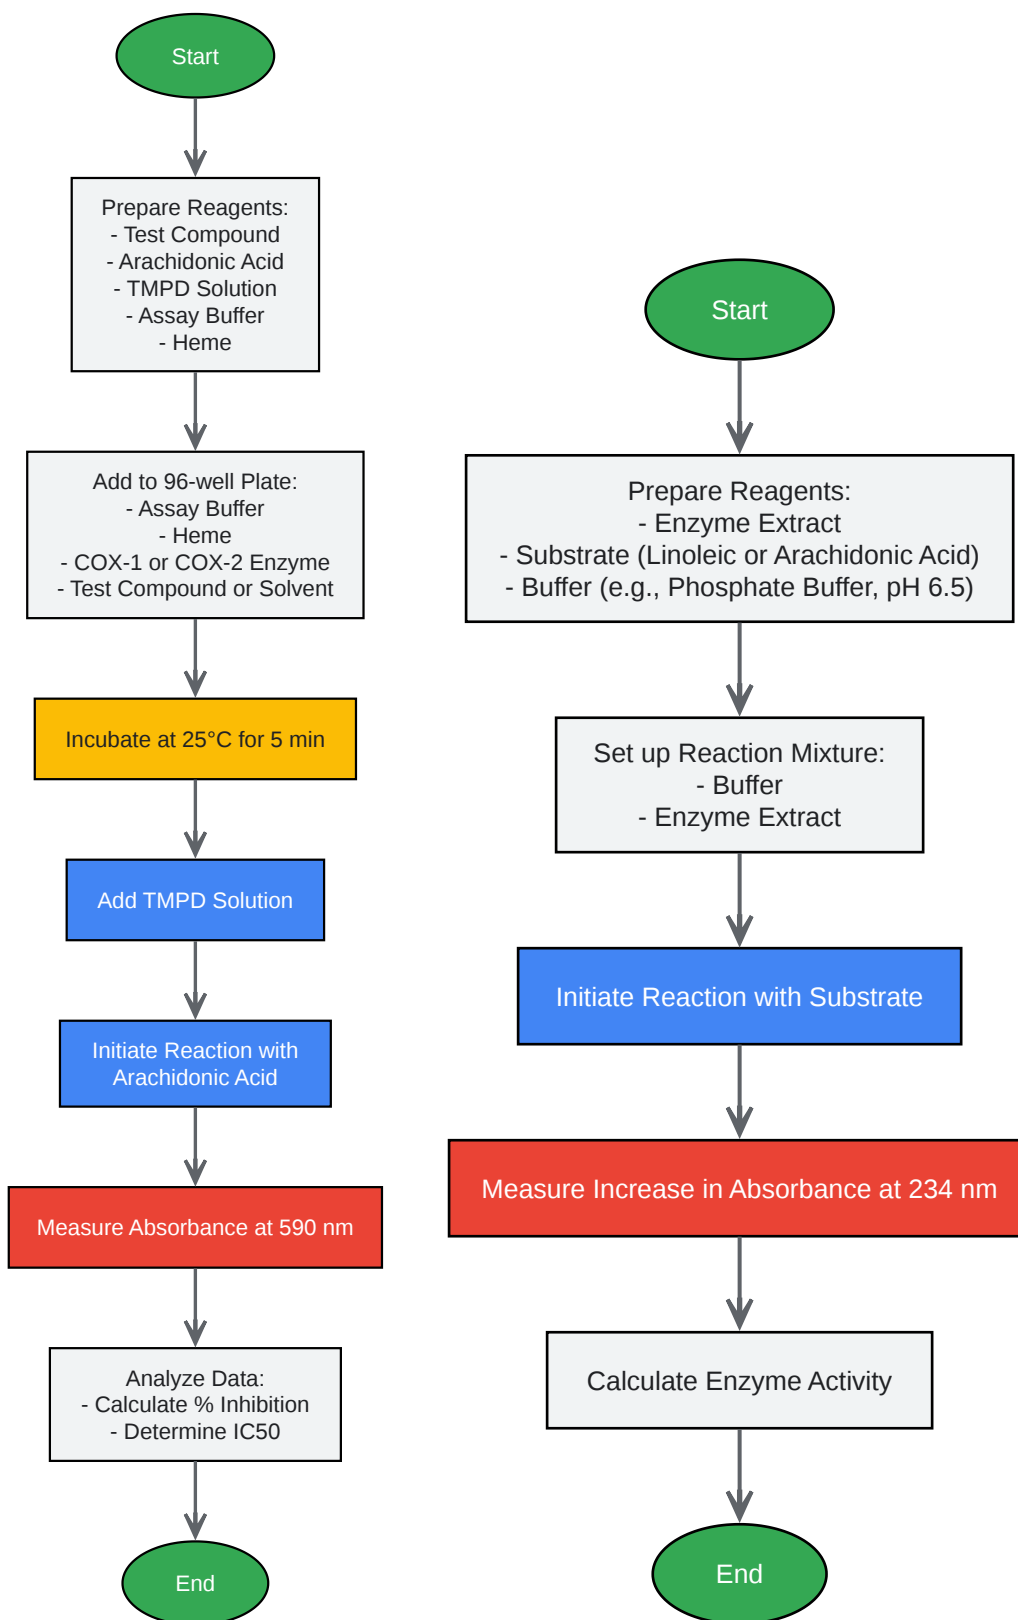 Start
Prepare Reagents:
- Test Compound
- Arachidonic Acid
- TMPD Solution
- Assay Buffer
- Heme
Add to 96-well Plate:
- Assay Buffer
- Heme
- COX-1 or COX-2 Enzyme
- Test Compound or Solvent
Incubate at 25°C for 5 min
Add TMPD Solution
Initiate Reaction with
Arachidonic Acid
Measure Absorbance at 590 nm
Analyze Data:
- Calculate % Inhibition
- Determine IC50
End
Start
Prepare Reagents:
- Enzyme Extract
- Substrate (Linoleic or Arachidonic Acid)
- Buffer (e.g., Phosphate Buffer, pH 6.5)
Set up Reaction Mixture:
- Buffer
- Enzyme Extract
Initiate Reaction with Substrate
Measure Increase in Absorbance at 234 nm
Calculate Enzyme Activity
End